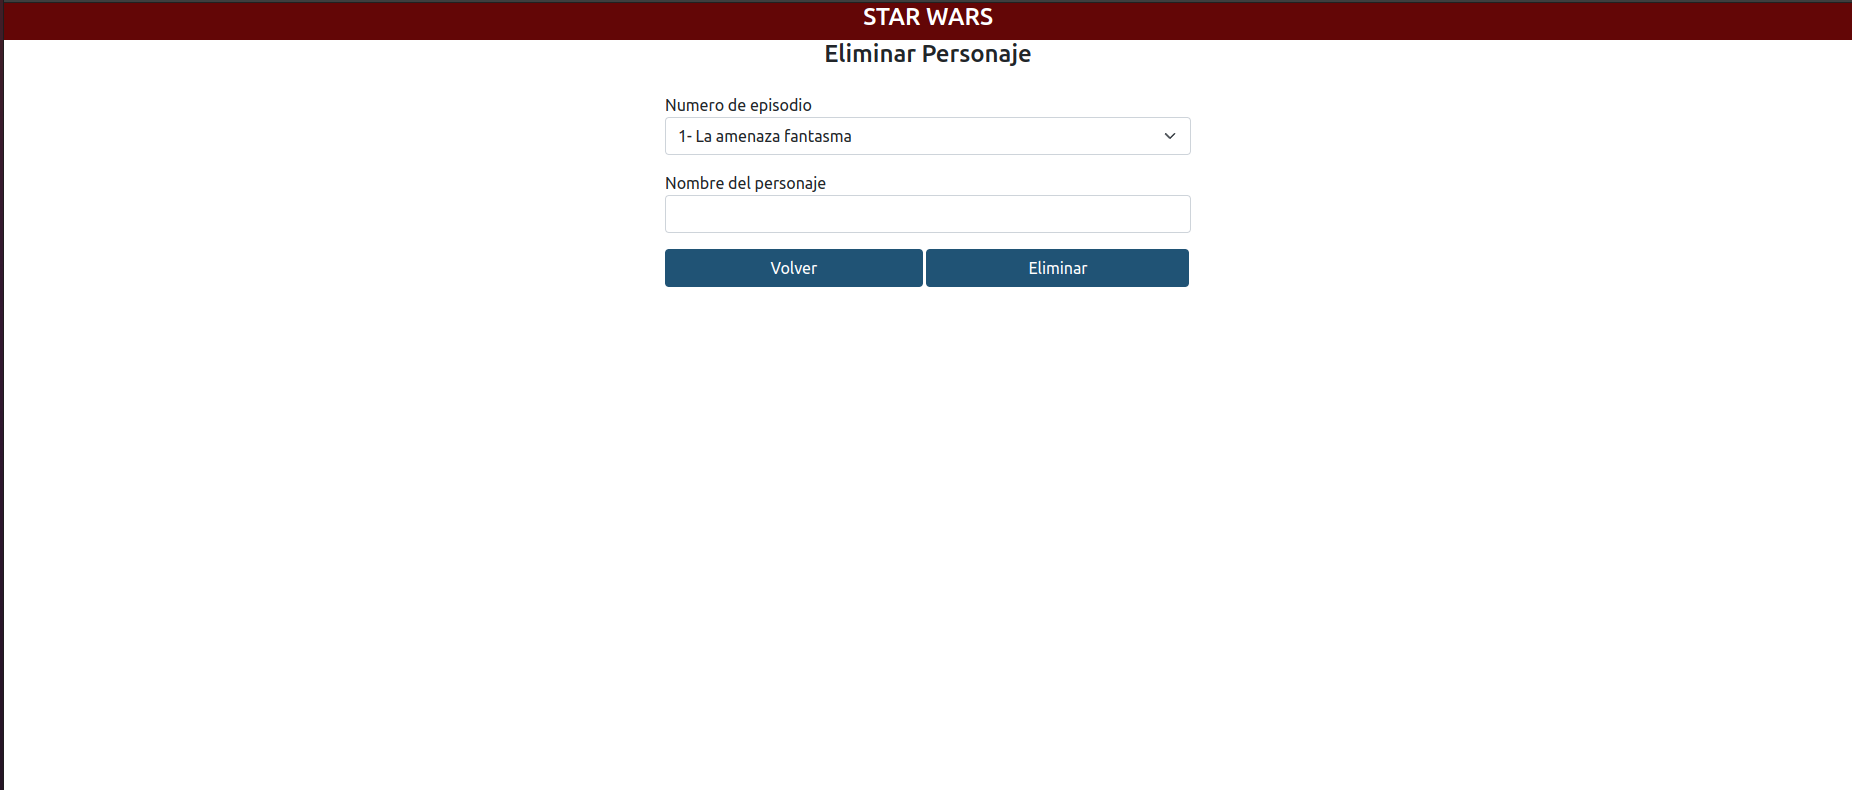 STAR WARS
Eliminar Personaje
Numero de episodio
1- La amenaza fantasma
Nombre del personaje
Volver Eliminar